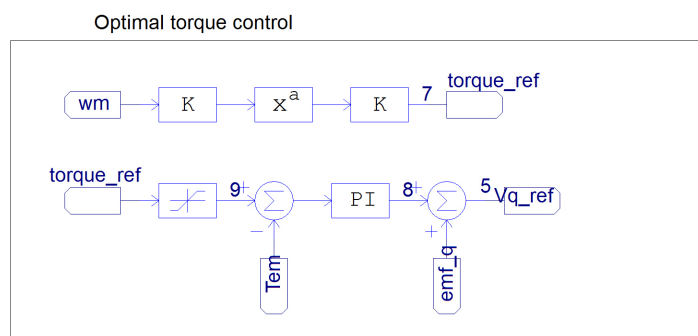 Optimal torque control
wm
K
x^a
K
7
torque_ref
torque_ref
9
+
Σ
−
PI
8
+
Σ
+
5
Vq_ref
Tem
emf_q